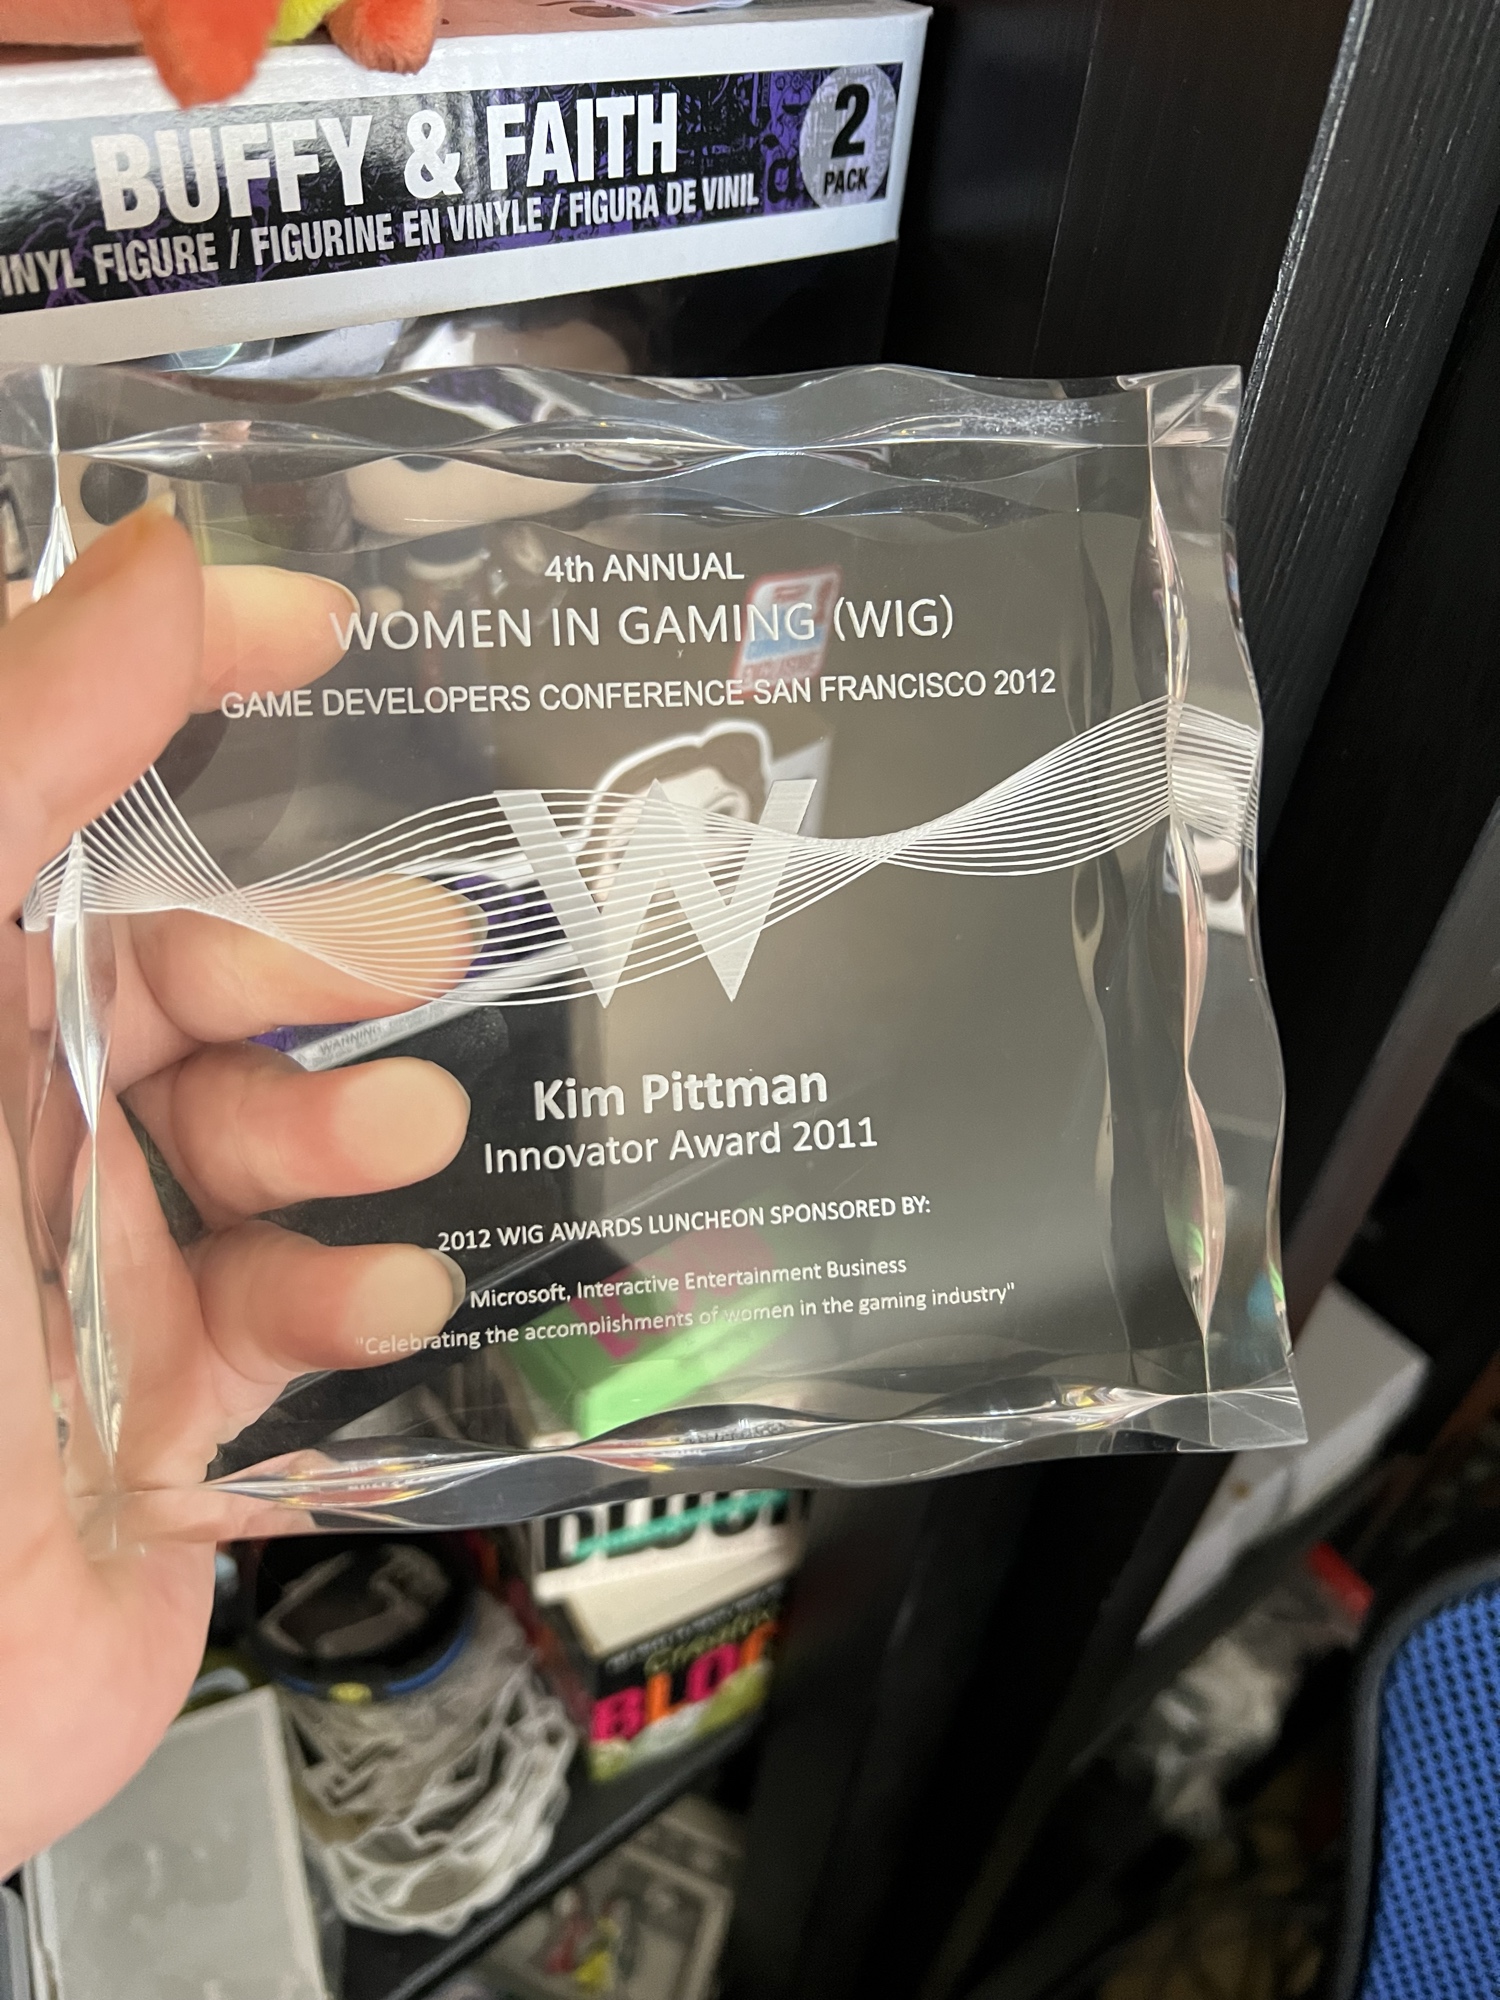 BUFFY & FAITH
2
PACK
INYL FIGURE / FIGURINE EN VINYLE / FIGURA DE VINIL
4th ANNUAL
WOMEN IN GAMING (WIG)
GAME DEVELOPERS CONFERENCE SAN FRANCISCO 2012
W
Kim Pittman
Innovator Award 2011
2012 WIG AWARDS LUNCHEON SPONSORED BY:
Microsoft, Interactive Entertainment Business
"Celebrating the accomplishments of women in the gaming industry"
WARNING